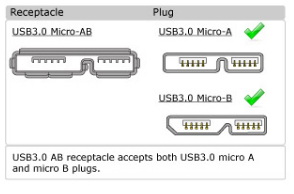 Receptacle Plug
USB3.0 Micro-AB USB3.0 Micro-A
USB3.0 Micro-B
USB3.0 AB receptacle accepts both USB3.0 micro A
and micro B plugs.